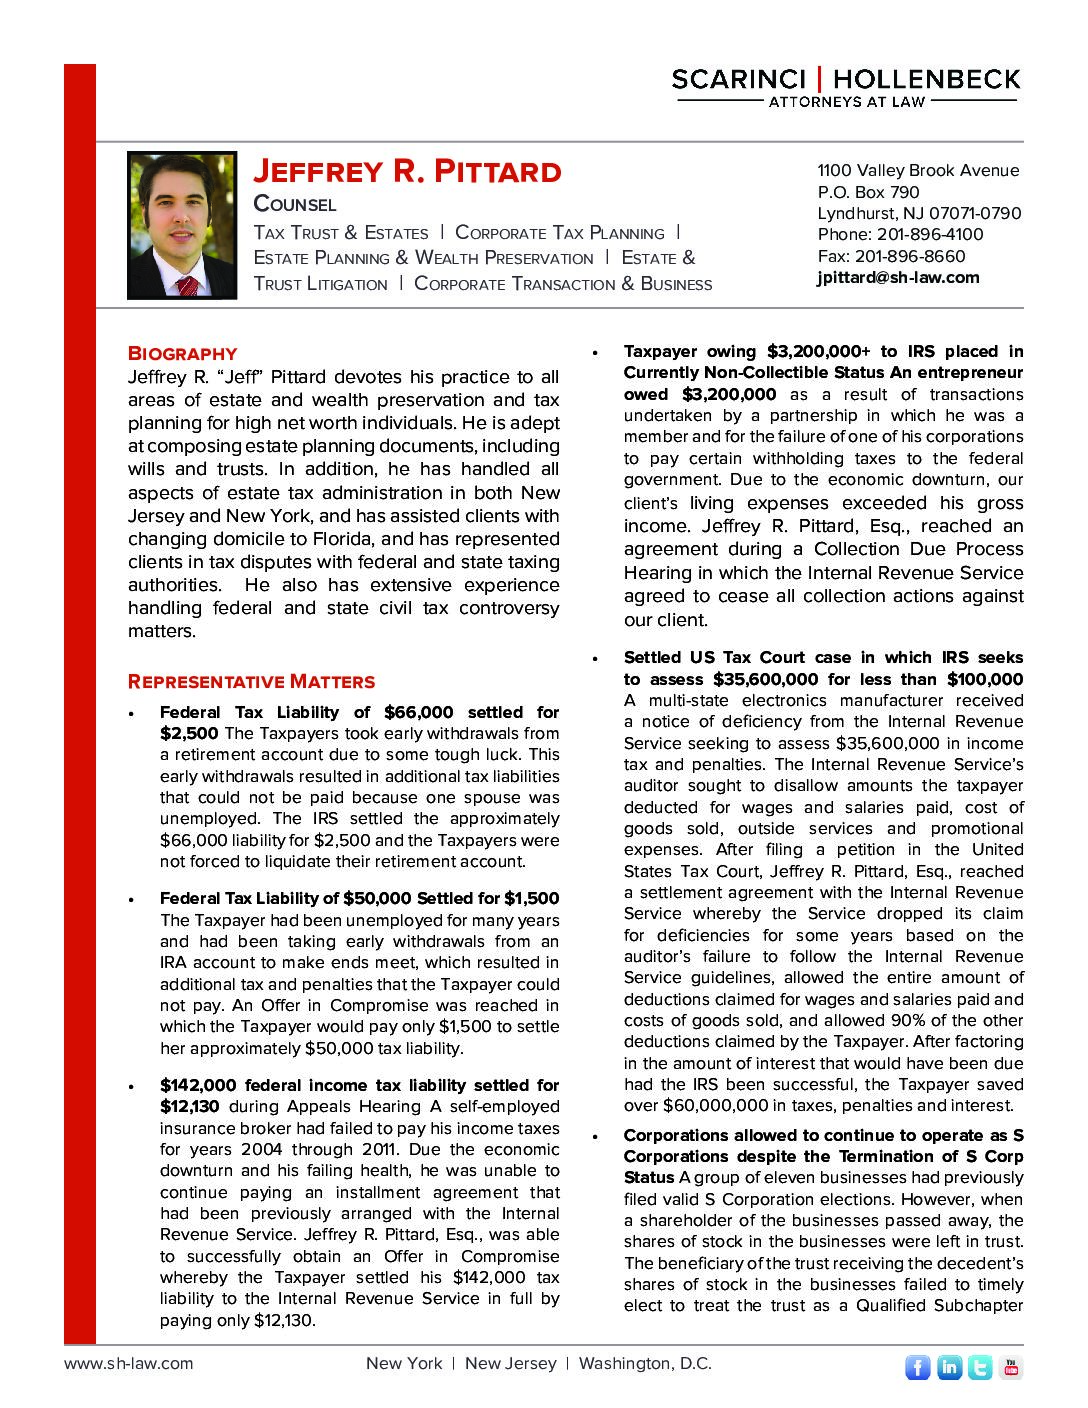 SCARINCI | HOLLENBECK
ATTORNEYS AT LAW
JEFFREY R. PITTARD
COUNSEL
TAX TRUST & ESTATES | CORPORATE TAX PLANNING |
ESTATE PLANNING & WEALTH PRESERVATION | ESTATE &
TRUST LITIGATION | CORPORATE TRANSACTION & BUSINESS
1100 Valley Brook Avenue
P.O. Box 790
Lyndhurst, NJ 07071-0790
Phone: 201-896-4100
Fax: 201-896-8660
jpittard@sh-law.com
BIOGRAPHY
Jeffrey R. “Jeff” Pittard devotes his practice to all
areas of estate and wealth preservation and tax
planning for high net worth individuals. He is adept
at composing estate planning documents, including
wills and trusts. In addition, he has handled all
aspects of estate tax administration in both New
Jersey and New York, and has assisted clients with
changing domicile to Florida, and has represented
clients in tax disputes with federal and state taxing
authorities. He also has extensive experience
handling federal and state civil tax controversy
matters.
REPRESENTATIVE MATTERS
• Federal Tax Liability of $66,000 settled for
$2,500 The Taxpayers took early withdrawals from
a retirement account due to some tough luck. This
early withdrawals resulted in additional tax liabilities
that could not be paid because one spouse was
unemployed. The IRS settled the approximately
$66,000 liability for $2,500 and the Taxpayers were
not forced to liquidate their retirement account.
• Federal Tax Liability of $50,000 Settled for $1,500
The Taxpayer had been unemployed for many years
and had been taking early withdrawals from an
IRA account to make ends meet, which resulted in
additional tax and penalties that the Taxpayer could
not pay. An Offer in Compromise was reached in
which the Taxpayer would pay only $1,500 to settle
her approximately $50,000 tax liability.
• $142,000 federal income tax liability settled for
$12,130 during Appeals Hearing A self-employed
insurance broker had failed to pay his income taxes
for years 2004 through 2011. Due the economic
downturn and his failing health, he was unable to
continue paying an installment agreement that
had been previously arranged with the Internal
Revenue Service. Jeffrey R. Pittard, Esq., was able
to successfully obtain an Offer in Compromise
whereby the Taxpayer settled his $142,000 tax
liability to the Internal Revenue Service in full by
paying only $12,130.
• Taxpayer owing $3,200,000+ to IRS placed in
Currently Non-Collectible Status An entrepreneur
owed $3,200,000 as a result of transactions
undertaken by a partnership in which he was a
member and for the failure of one of his corporations
to pay certain withholding taxes to the federal
government. Due to the economic downturn, our
client’s living expenses exceeded his gross
income. Jeffrey R. Pittard, Esq., reached an
agreement during a Collection Due Process
Hearing in which the Internal Revenue Service
agreed to cease all collection actions against
our client.
• Settled US Tax Court case in which IRS seeks
to assess $35,600,000 for less than $100,000
A multi-state electronics manufacturer received
a notice of deficiency from the Internal Revenue
Service seeking to assess $35,600,000 in income
tax and penalties. The Internal Revenue Service’s
auditor sought to disallow amounts the taxpayer
deducted for wages and salaries paid, cost of
goods sold, outside services and promotional
expenses. After filing a petition in the United
States Tax Court, Jeffrey R. Pittard, Esq., reached
a settlement agreement with the Internal Revenue
Service whereby the Service dropped its claim
for deficiencies for some years based on the
auditor’s failure to follow the Internal Revenue
Service guidelines, allowed the entire amount of
deductions claimed for wages and salaries paid and
costs of goods sold, and allowed 90% of the other
deductions claimed by the Taxpayer. After factoring
in the amount of interest that would have been due
had the IRS been successful, the Taxpayer saved
over $60,000,000 in taxes, penalties and interest.
• Corporations allowed to continue to operate as S
Corporations despite the Termination of S Corp
Status A group of eleven businesses had previously
filed valid S Corporation elections. However, when
a shareholder of the businesses passed away, the
shares of stock in the businesses were left in trust.
The beneficiary of the trust receiving the decedent’s
shares of stock in the businesses failed to timely
elect to treat the trust as a Qualified Subchapter
www.sh-law.com
New York | New Jersey | Washington, D.C.
f in t You Tube